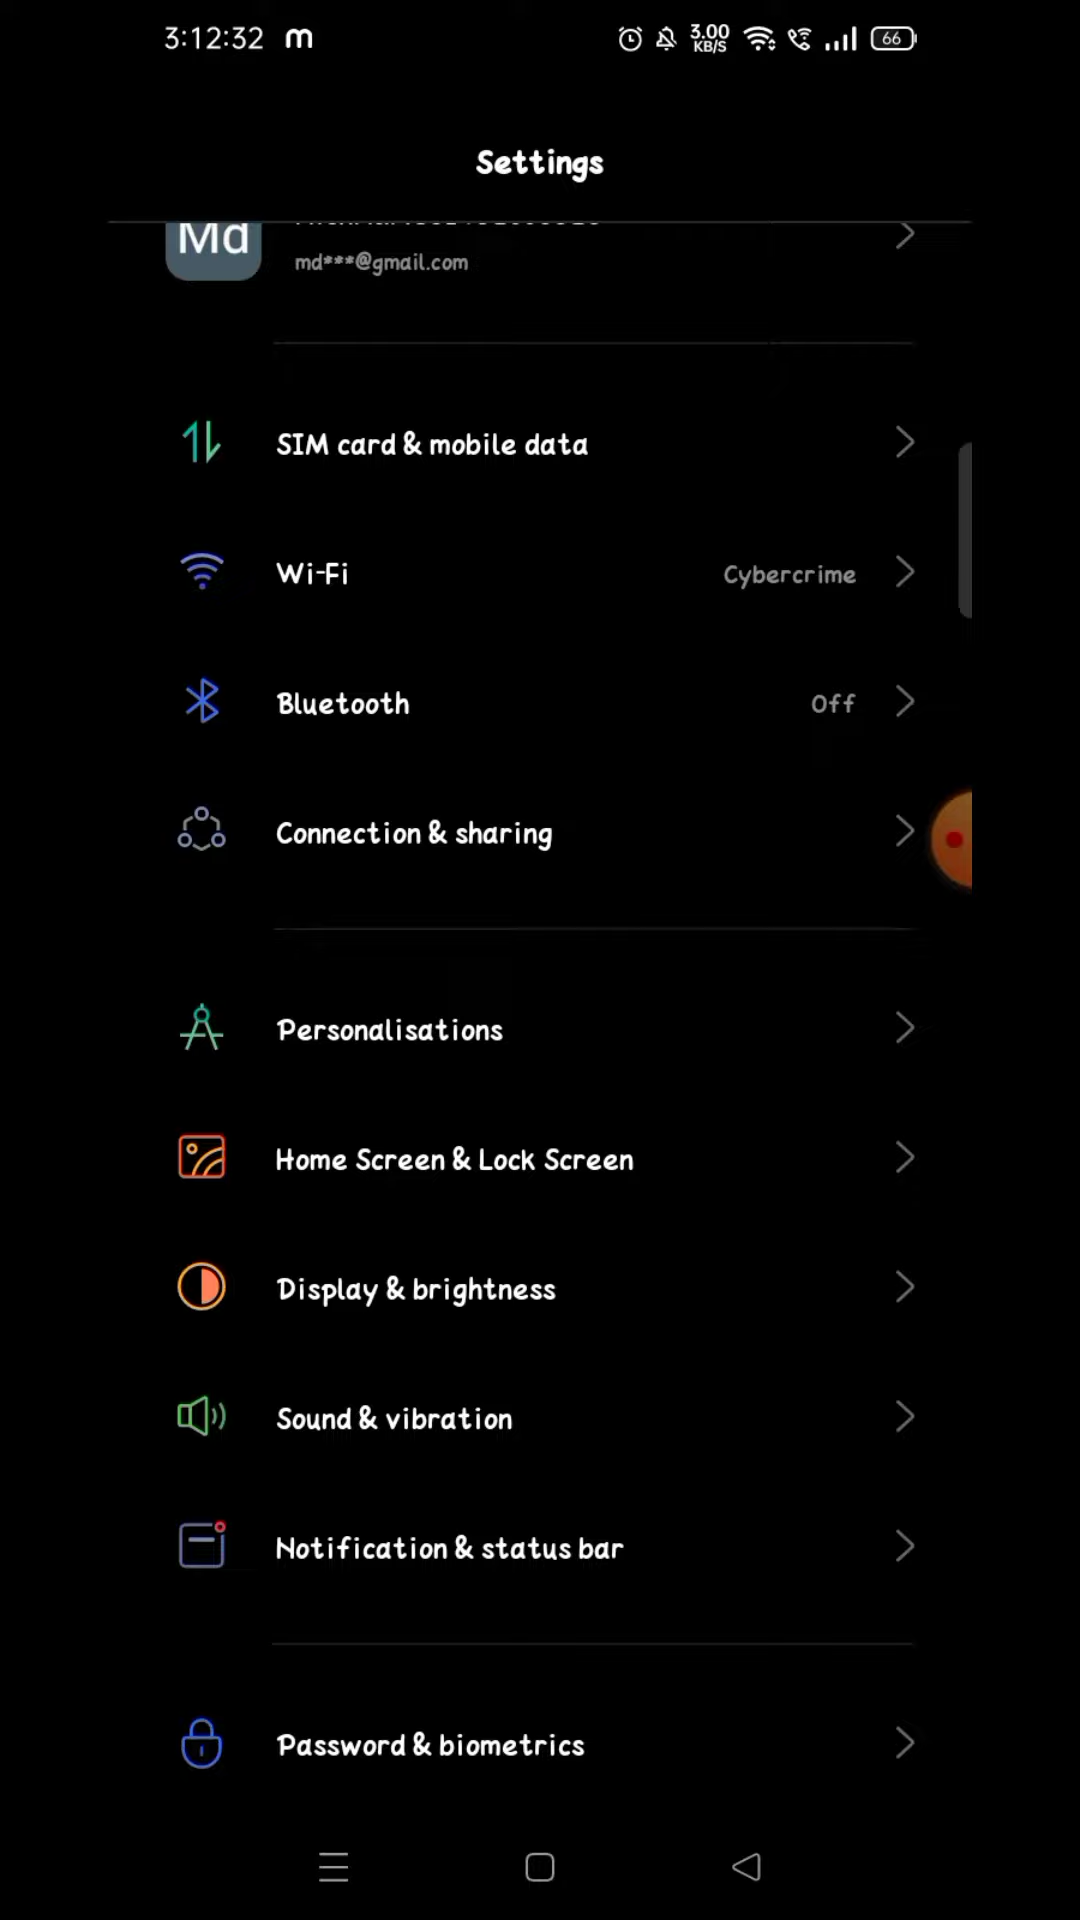 3:12:32 m 3.00 KB/S 66
Settings
Md
md***@gmail.com
SIM card & mobile data
Wi-Fi Cybercrime
Bluetooth Off
Connection & sharing
Personalisations
Home Screen & Lock Screen
Display & brightness
Sound & vibration
Notification & status bar
Password & biometrics